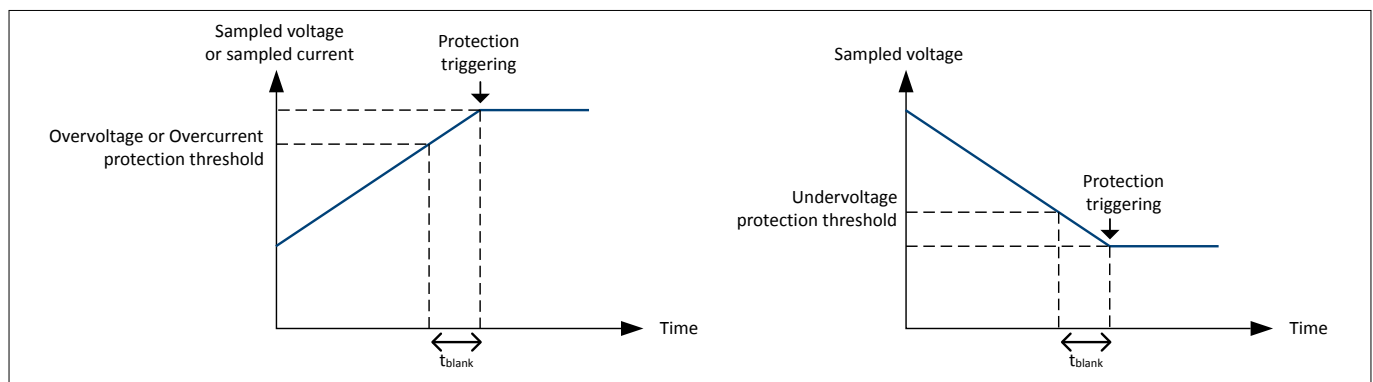 Sampled voltage
or sampled current
Protection
triggering
Overvoltage or Overcurrent
protection threshold
Time
tblank
Sampled voltage
Protection
triggering
Undervoltage
protection threshold
Time
tblank